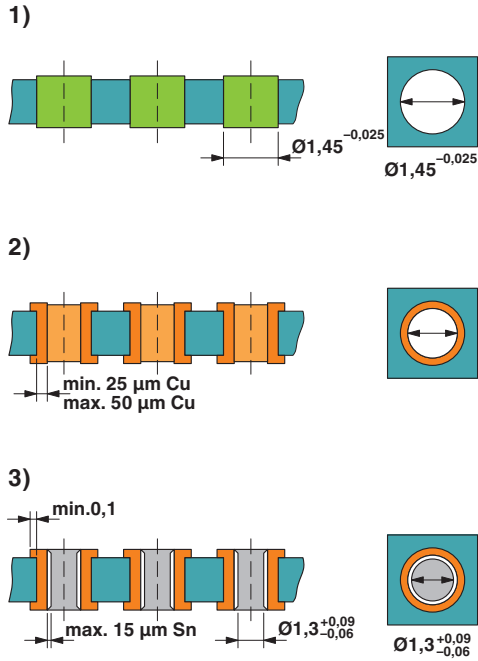 1)
Ø1,45 −0,025
Ø1,45 −0,025
2)
min. 25 µm Cu
max. 50 µm Cu
3)
min.0,1
max. 15 µm Sn
Ø1,3 +0,09 −0,06
Ø1,3 +0,09 −0,06